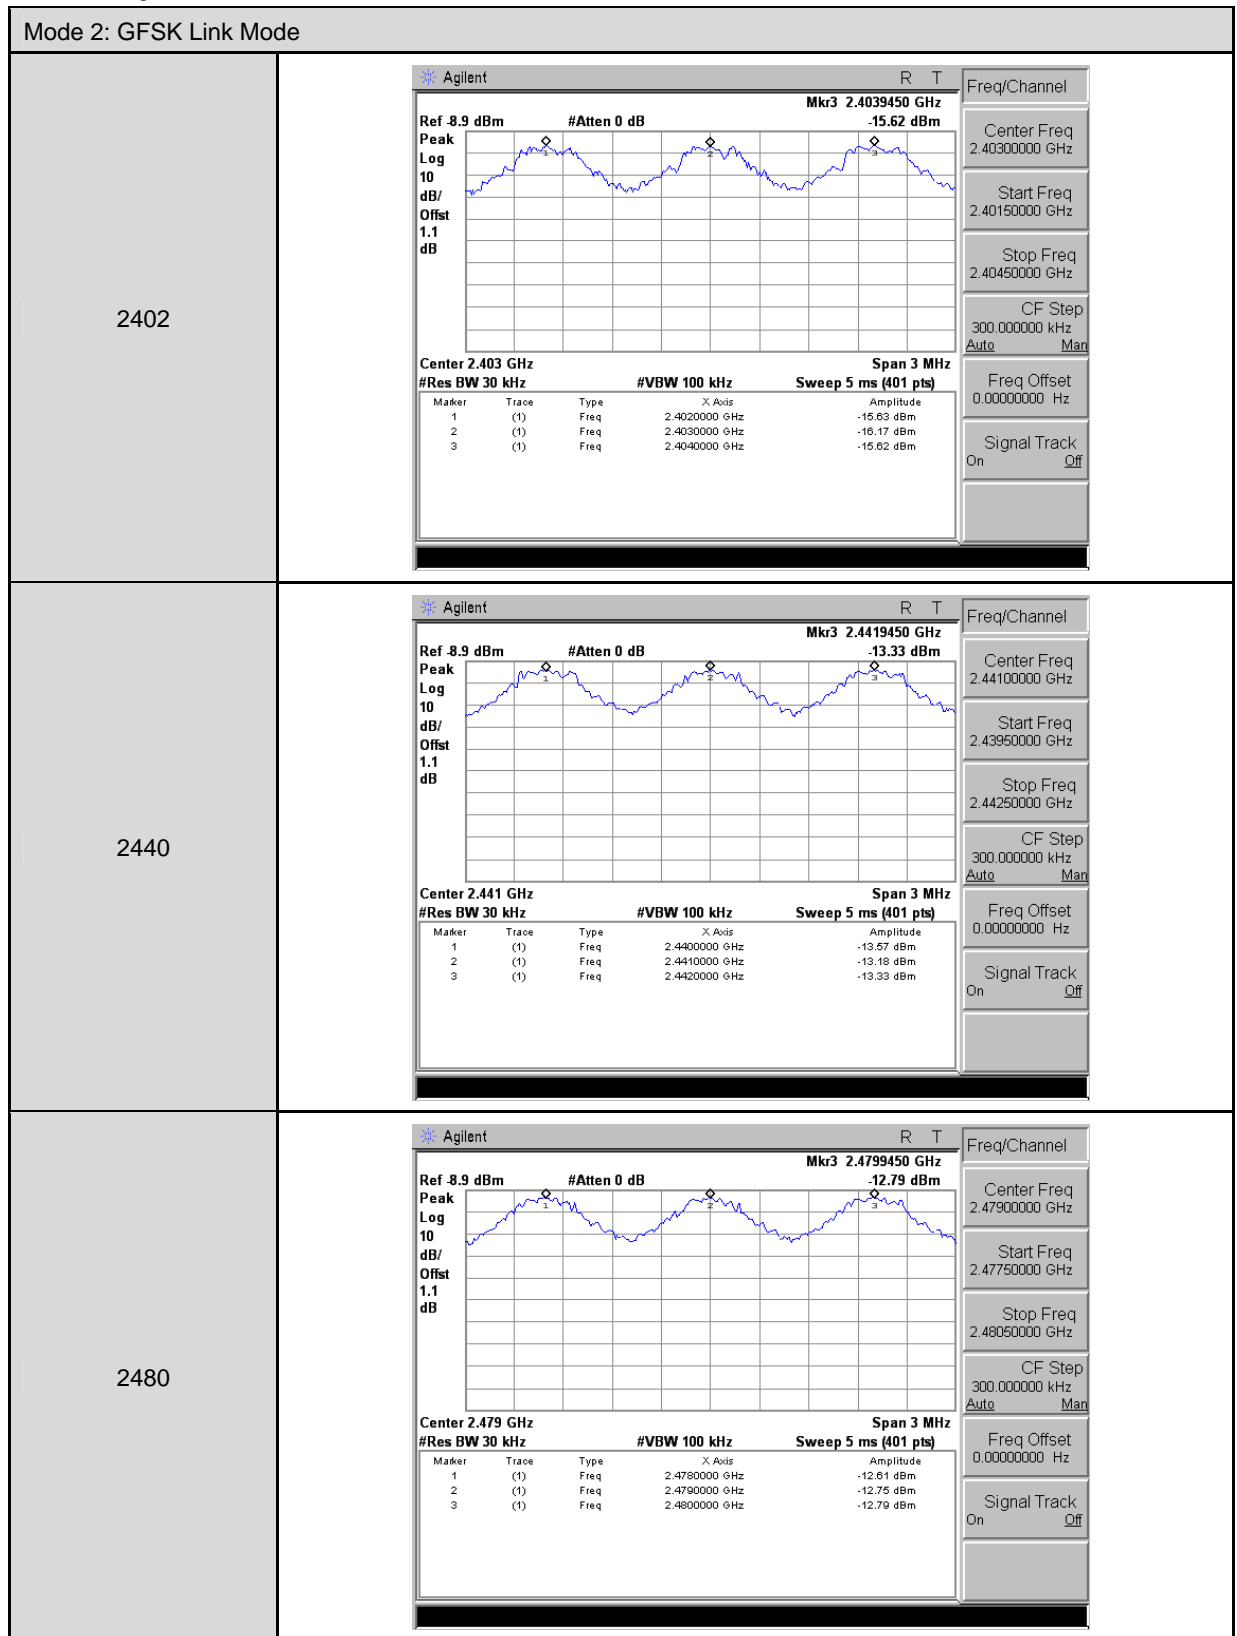 Mode 2: GFSK Link Mode
2402
Agilent R T
Mkr3 2.4039450 GHz
Ref -8.9 dBm #Atten 0 dB -15.62 dBm
Peak
Log
10
dB/
Offst
1.1
dB
1 2 3
Center 2.403 GHz Span 3 MHz
#Res BW 30 kHz #VBW 100 kHz Sweep 5 ms (401 pts)
Marker Trace Type X Axis Amplitude
1 (1) Freq 2.4020000 GHz -15.63 dBm
2 (1) Freq 2.4030000 GHz -16.17 dBm
3 (1) Freq 2.4040000 GHz -15.62 dBm
Freq/Channel
Center Freq
2.40300000 GHz
Start Freq
2.40150000 GHz
Stop Freq
2.40450000 GHz
CF Step
300.000000 kHz
Auto Man
Freq Offset
0.00000000 Hz
Signal Track
On Off
2440
Agilent R T
Mkr3 2.4419450 GHz
Ref -8.9 dBm #Atten 0 dB -13.33 dBm
Peak
Log
10
dB/
Offst
1.1
dB
1 2 3
Center 2.441 GHz Span 3 MHz
#Res BW 30 kHz #VBW 100 kHz Sweep 5 ms (401 pts)
Marker Trace Type X Axis Amplitude
1 (1) Freq 2.4400000 GHz -13.57 dBm
2 (1) Freq 2.4410000 GHz -13.18 dBm
3 (1) Freq 2.4420000 GHz -13.33 dBm
Freq/Channel
Center Freq
2.44100000 GHz
Start Freq
2.43950000 GHz
Stop Freq
2.44250000 GHz
CF Step
300.000000 kHz
Auto Man
Freq Offset
0.00000000 Hz
Signal Track
On Off
2480
Agilent R T
Mkr3 2.4799450 GHz
Ref -8.9 dBm #Atten 0 dB -12.79 dBm
Peak
Log
10
dB/
Offst
1.1
dB
1 2 3
Center 2.479 GHz Span 3 MHz
#Res BW 30 kHz #VBW 100 kHz Sweep 5 ms (401 pts)
Marker Trace Type X Axis Amplitude
1 (1) Freq 2.4780000 GHz -12.61 dBm
2 (1) Freq 2.4790000 GHz -12.75 dBm
3 (1) Freq 2.4800000 GHz -12.79 dBm
Freq/Channel
Center Freq
2.47900000 GHz
Start Freq
2.47750000 GHz
Stop Freq
2.48050000 GHz
CF Step
300.000000 kHz
Auto Man
Freq Offset
0.00000000 Hz
Signal Track
On Off